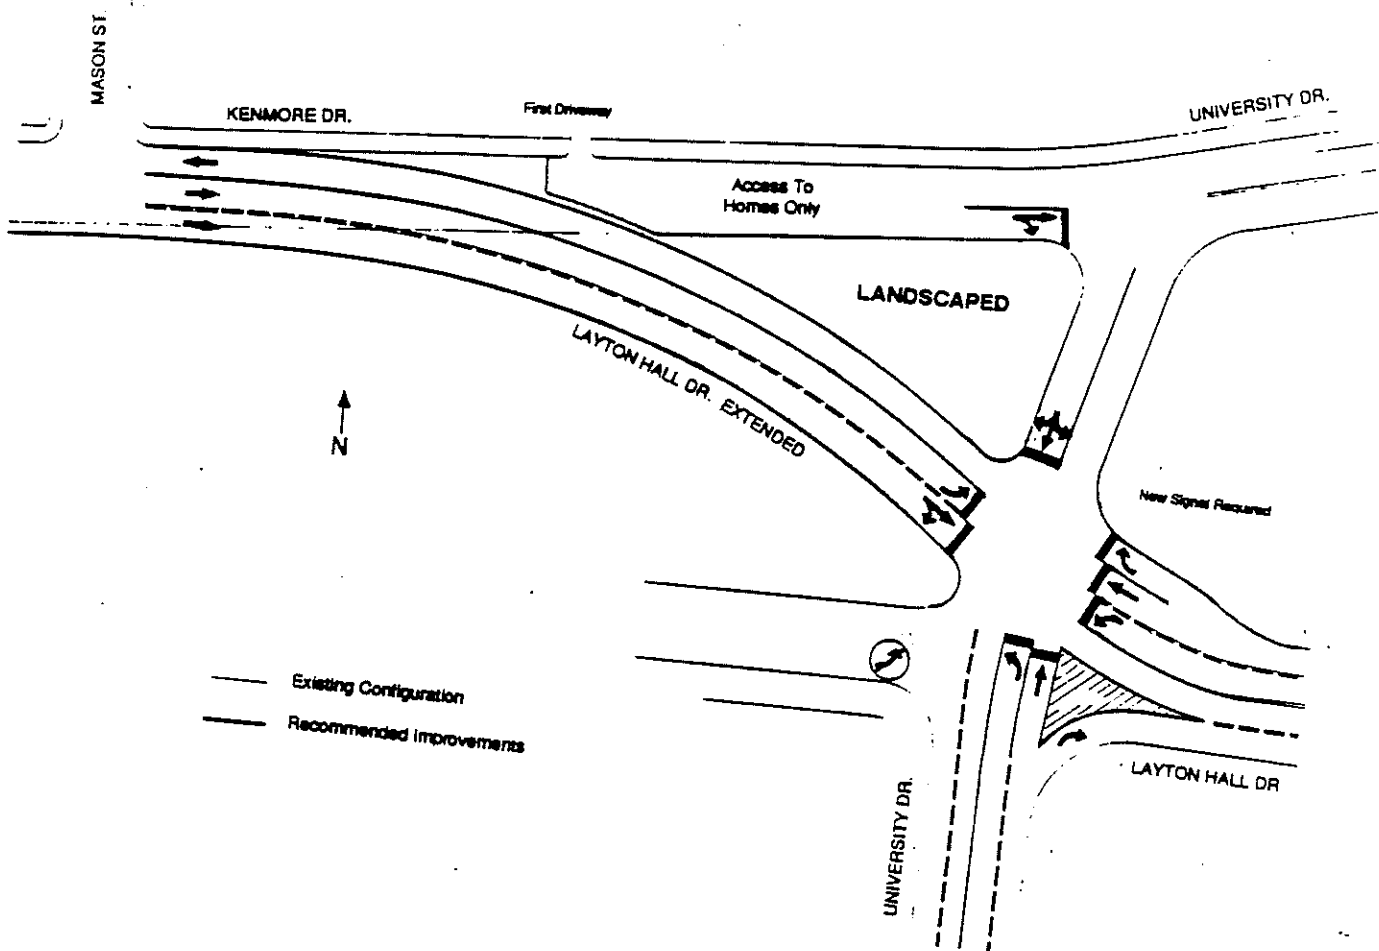 MASON ST.
KENMORE DR.
First Driveway
UNIVERSITY DR.
Access To
Homes Only
LANDSCAPED
LAYTON HALL DR. EXTENDED
N
New Signal Required
Existing Configuration
Recommended Improvements
LAYTON HALL DR
UNIVERSITY DR.